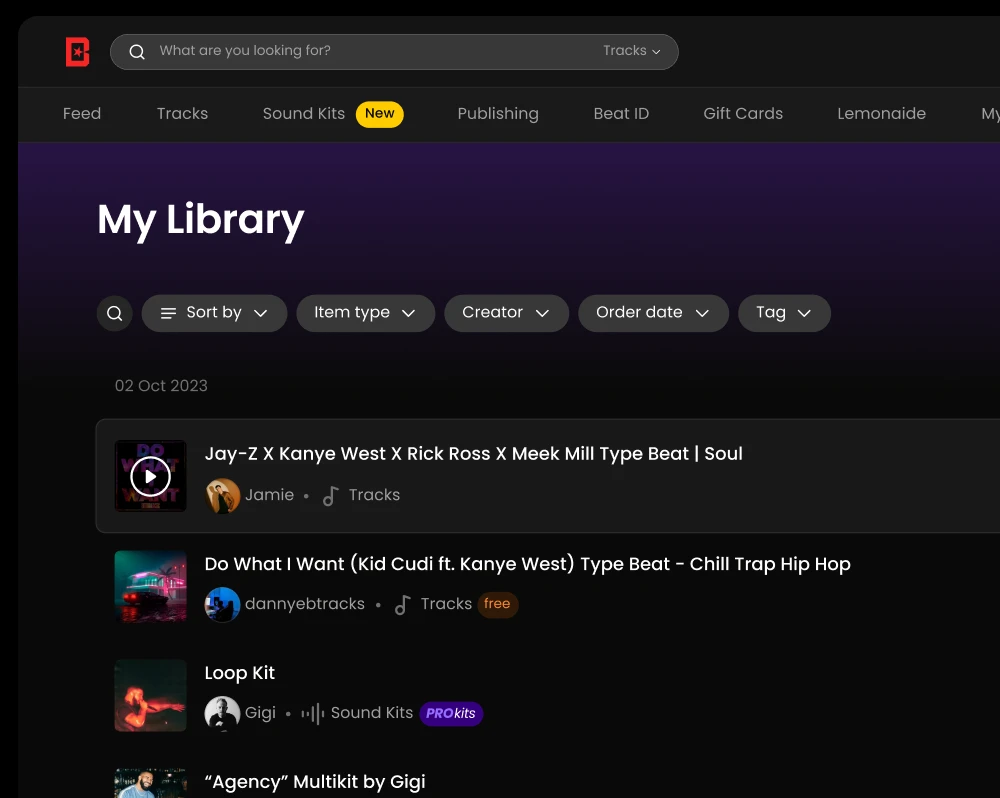 What are you looking for? Tracks
Feed Tracks Sound Kits New Publishing Beat ID Gift Cards Lemonaide My
My Library
Sort by Item type Creator Order date Tag
02 Oct 2023
DO
WHAT
WANT
Jay-Z X Kanye West X Rick Ross X Meek Mill Type Beat | Soul
Jamie • Tracks
Do What I Want (Kid Cudi ft. Kanye West) Type Beat - Chill Trap Hip Hop
dannyebtracks • Tracks free
Loop Kit
Gigi • Sound Kits PROkits
“Agency” Multikit by Gigi